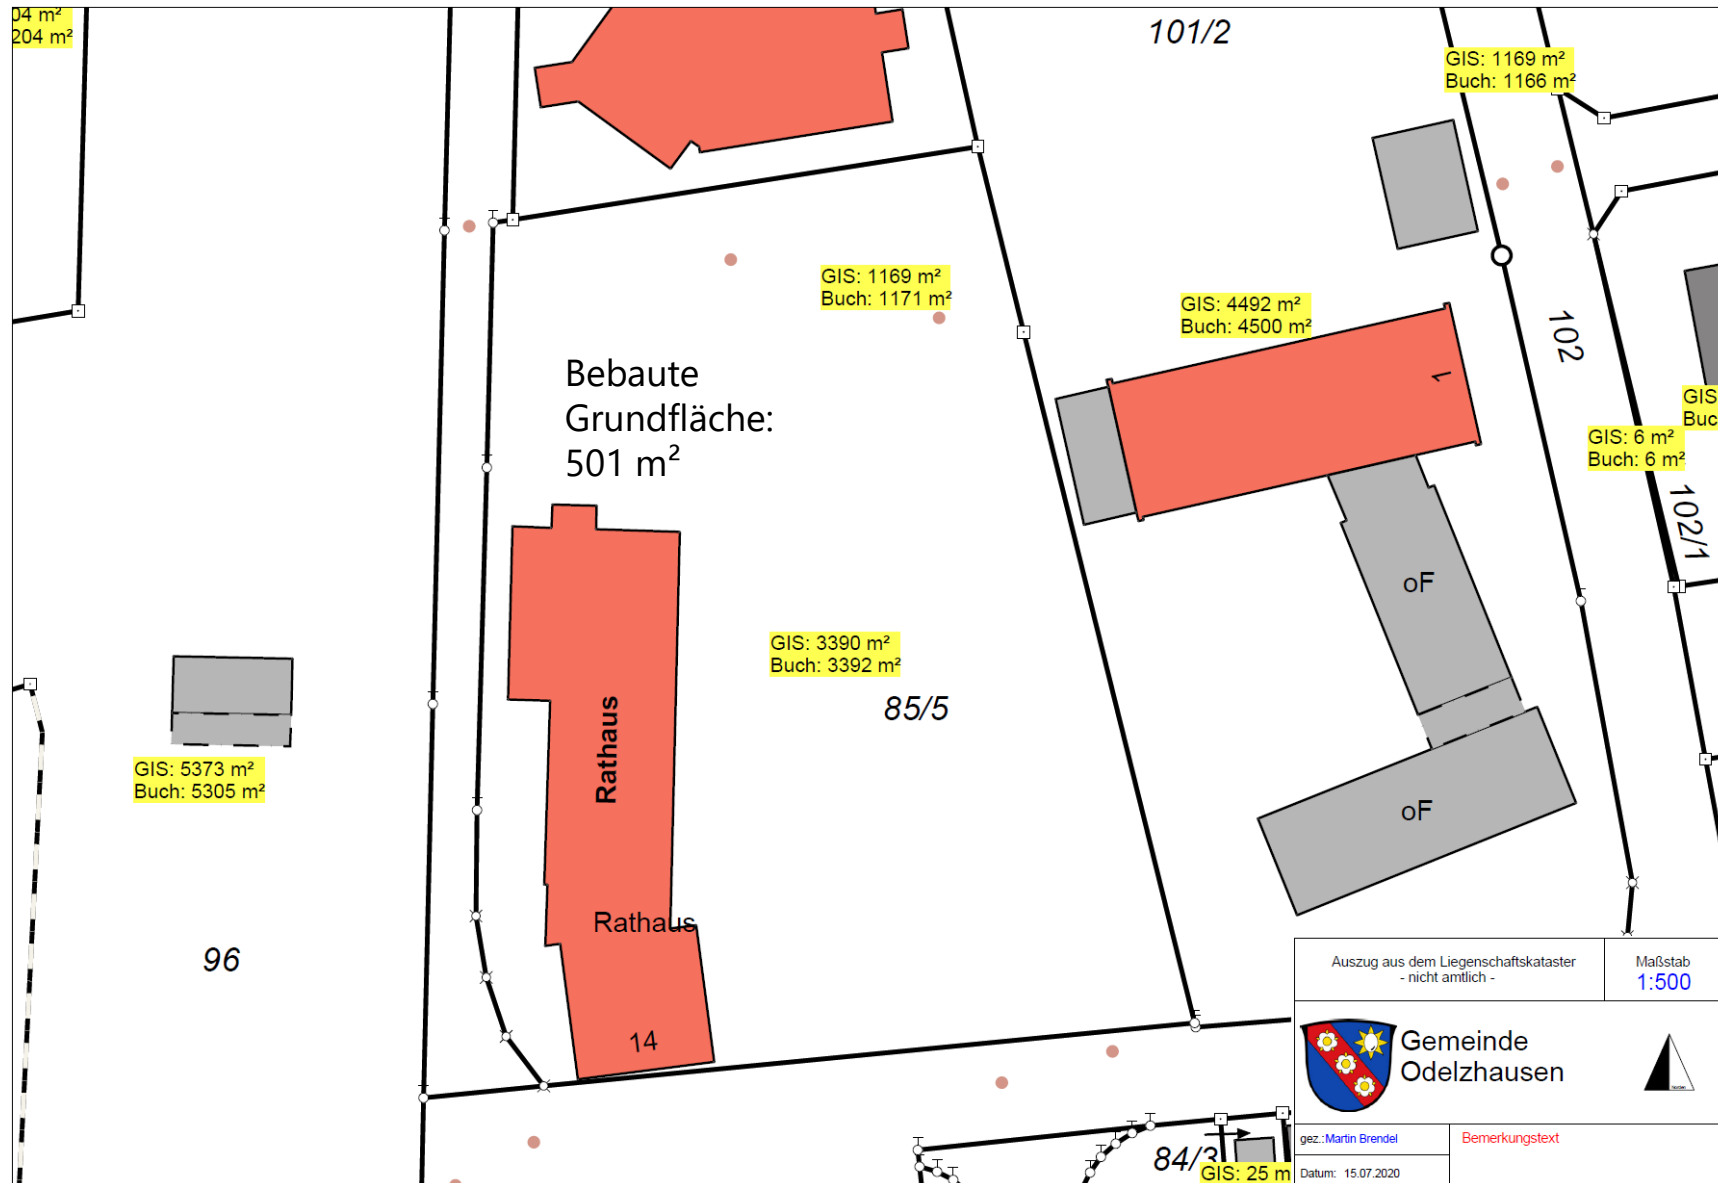 04 m²
204 m²
101/2
GIS: 1169 m²
Buch: 1166 m²
GIS: 1169 m²
Buch: 1171 m²
GIS: 4492 m²
Buch: 4500 m²
102
1
Bebaute
Grundfläche:
501 m²
GIS
Buc
GIS: 6 m²
Buch: 6 m²
102/1
oF
GIS: 3390 m²
Buch: 3392 m²
85/5
Rathaus
GIS: 5373 m²
Buch: 5305 m²
oF
Rathaus
96
14
84/3
GIS: 25 m
Auszug aus dem Liegenschaftskataster
- nicht amtlich -
Maßstab
1:500
Gemeinde
Odelzhausen
Norden
gez.:Martin Brendel
Bemerkungstext
Datum: 15.07.2020